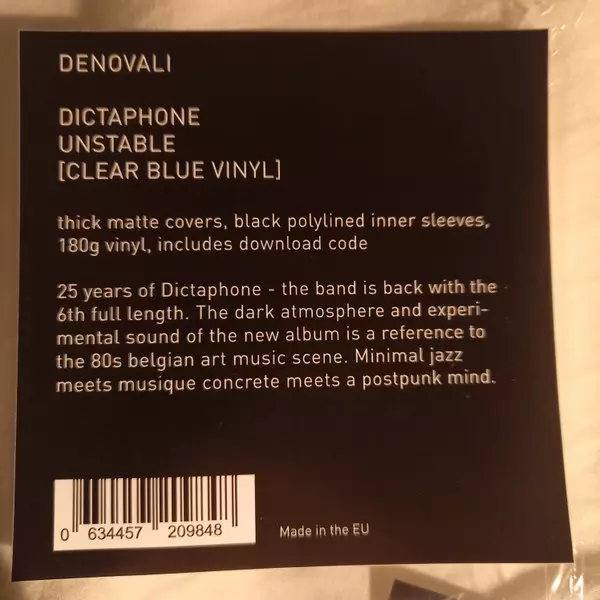 DENOVALI
DICTAPHONE
UNSTABLE
[CLEAR BLUE VINYL]
thick matte covers, black polylined inner sleeves,
180g vinyl, includes download code
25 years of Dictaphone - the band is back with the
6th full length. The dark atmosphere and experi-
mental sound of the new album is a reference to
the 80s belgian art music scene. Minimal jazz
meets musique concrete meets a postpunk mind.
0 634457 209848
Made in the EU